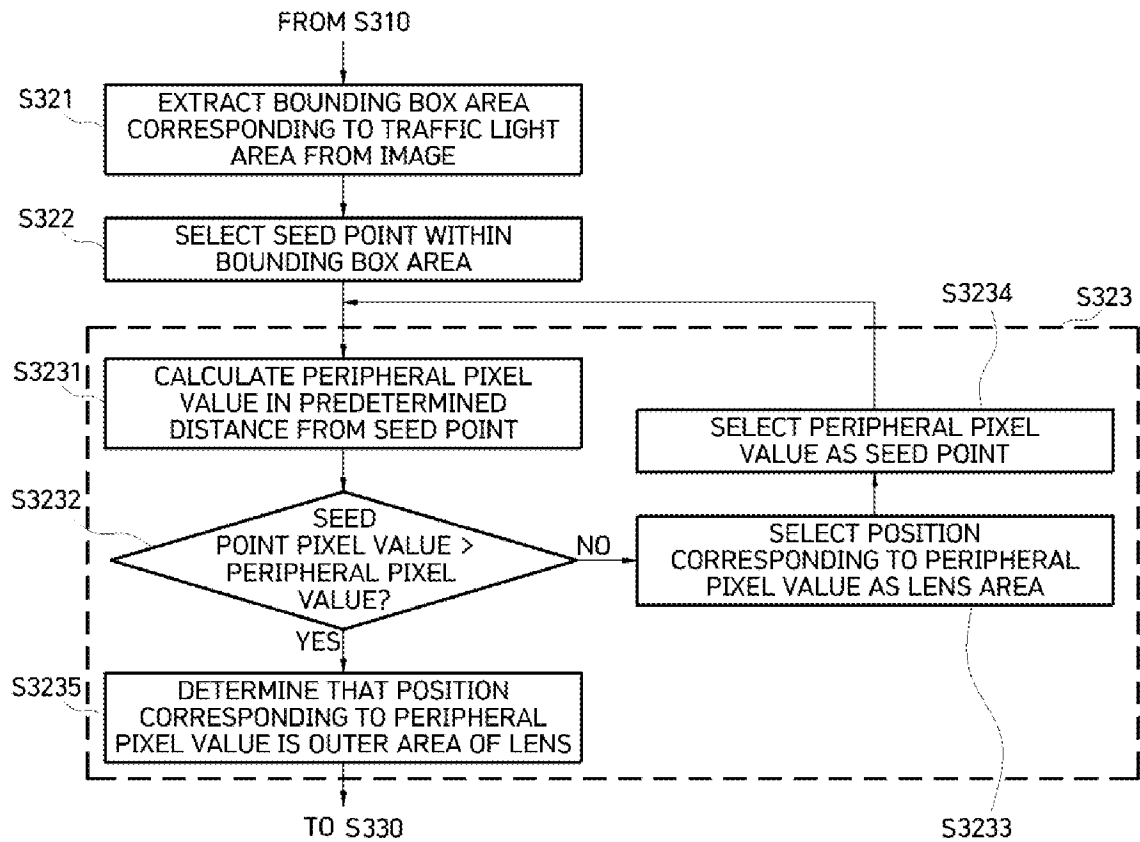 FROM S310
S321
EXTRACT BOUNDING BOX AREA
CORRESPONDING TO TRAFFIC LIGHT
AREA FROM IMAGE
S322
SELECT SEED POINT WITHIN
BOUNDING BOX AREA
S3234
S323
S3231
CALCULATE PERIPHERAL PIXEL
VALUE IN PREDETERMINED
DISTANCE FROM SEED POINT
SELECT PERIPHERAL PIXEL
VALUE AS SEED POINT
S3232
SEED
POINT PIXEL VALUE >
PERIPHERAL PIXEL
VALUE?
NO
YES
SELECT POSITION
CORRESPONDING TO PERIPHERAL
PIXEL VALUE AS LENS AREA
S3235
DETERMINE THAT POSITION
CORRESPONDING TO PERIPHERAL
PIXEL VALUE IS OUTER AREA OF LENS
TO S330
S3233